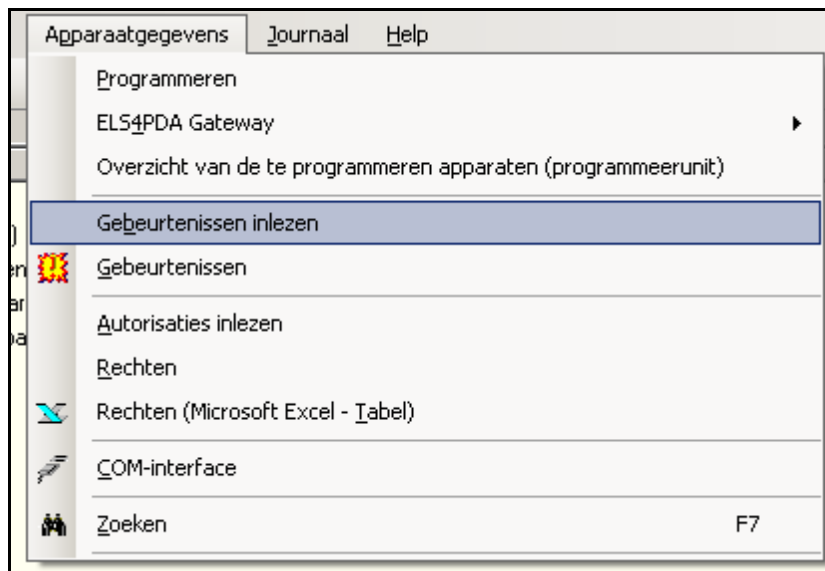 Apparaatgegevens Journaal Help
Programmeren
ELS4PDA Gateway
Overzicht van de te programmeren apparaten (programmeerunit)
Gebeurtenissen inlezen
Gebeurtenissen
Autorisaties inlezen
Rechten
Rechten (Microsoft Excel - Tabel)
COM-interface
Zoeken F7